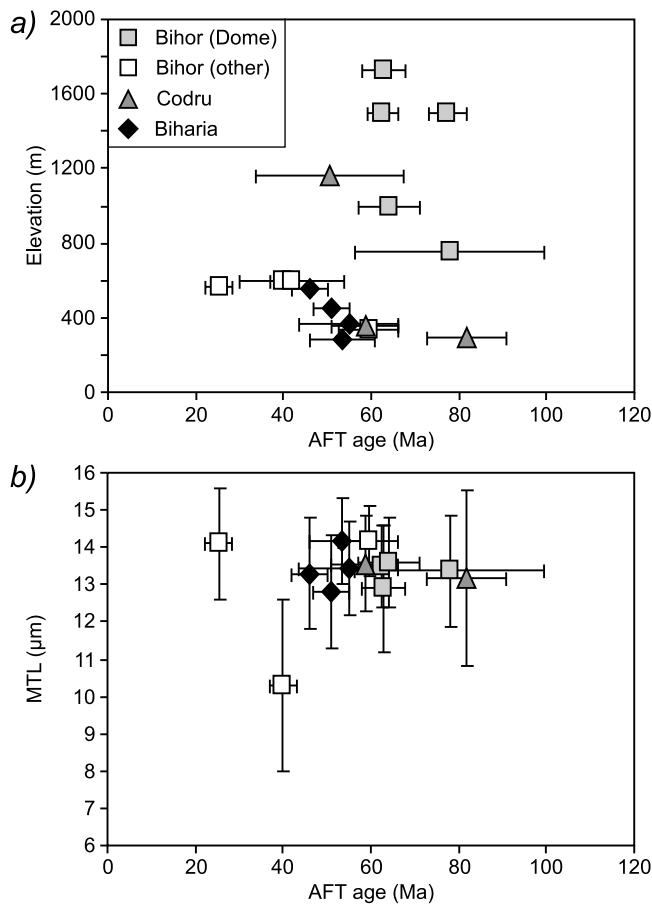 a)
2000
1600
1200
800
400
0
Elevation (m)
Bihor (Dome)
Bihor (other)
Codru
Biharia
0 20 40 60 80 100 120
AFT age (Ma)
b)
16
15
14
13
12
11
10
9
8
7
6
MTL (μm)
0 20 40 60 80 100 120
AFT age (Ma)